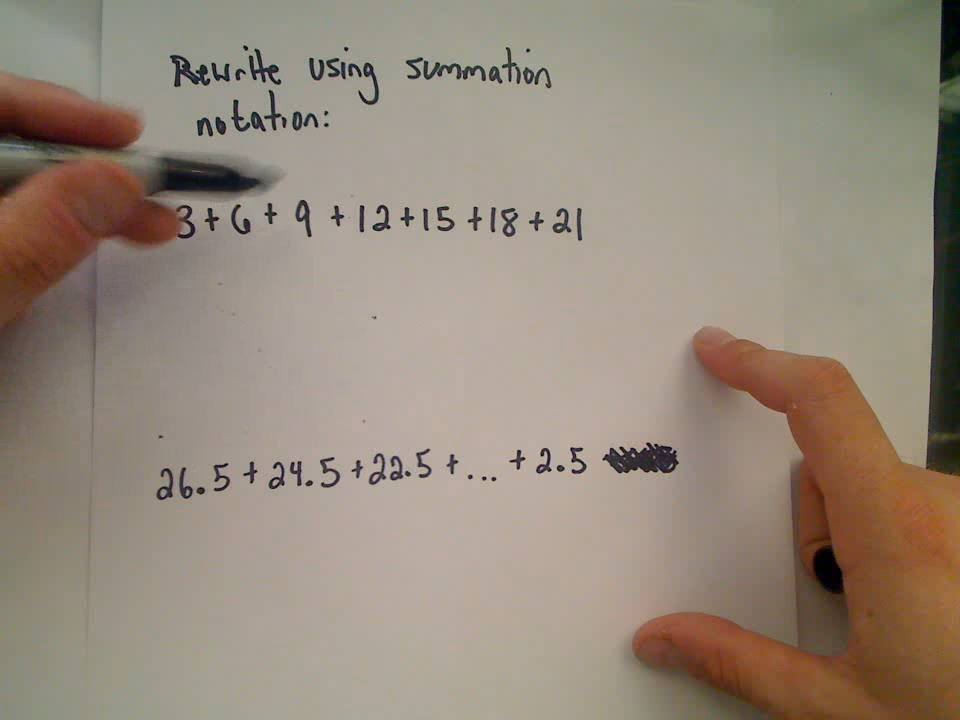 Rewrite using summation
notation:
3 + 6 + 9 + 12 + 15 + 18 + 21
26.5 + 24.5 + 22.5 + ... + 2.5